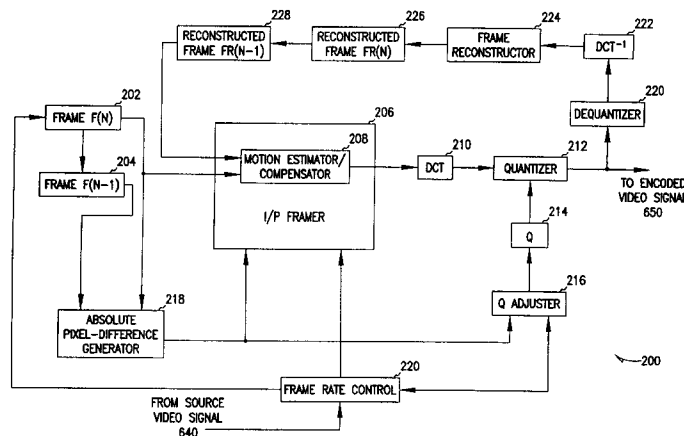 228
RECONSTRUCTED
FRAME FR(N-1)
226
RECONSTRUCTED
FRAME FR(N)
224
FRAME
RECONSTRUCTOR
222
DCT-1
220
DEQUANTIZER
202
FRAME F(N)
204
FRAME F(N-1)
206
208
MOTION ESTIMATOR/
COMPENSATOR
I/P FRAMER
210
DCT
212
QUANTIZER
TO ENCODED
VIDEO SIGNAL
650
214
Q
216
Q ADJUSTER
218
ABSOLUTE
PIXEL-DIFFERENCE
GENERATOR
200
220
FRAME RATE CONTROL
FROM SOURCE
VIDEO SIGNAL
640